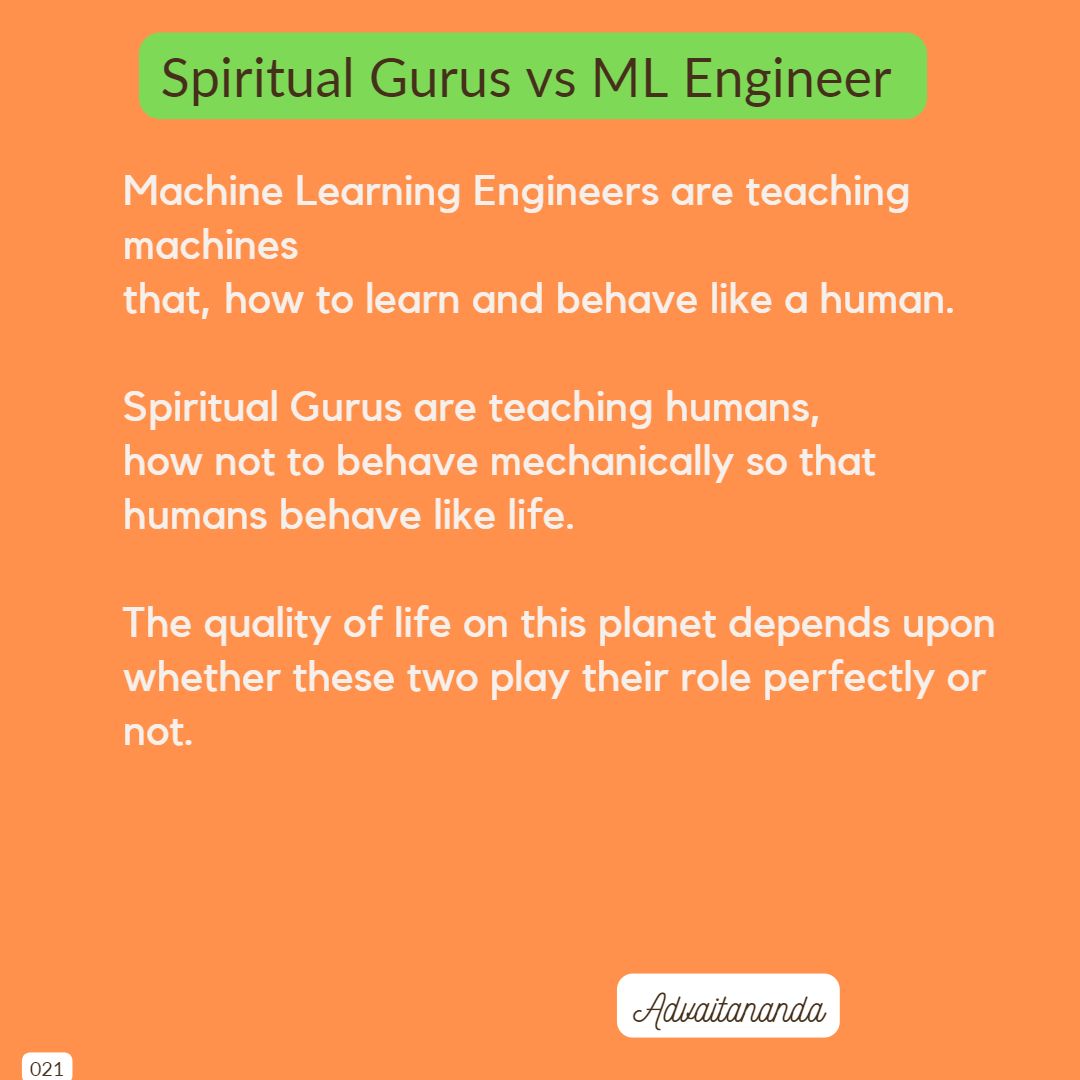 Spiritual Gurus vs ML Engineer
Machine Learning Engineers are teaching
machines
that, how to learn and behave like a human.
Spiritual Gurus are teaching humans,
how not to behave mechanically so that
humans behave like life.
The quality of life on this planet depends upon
whether these two play their role perfectly or
not.
Advaitananda
021